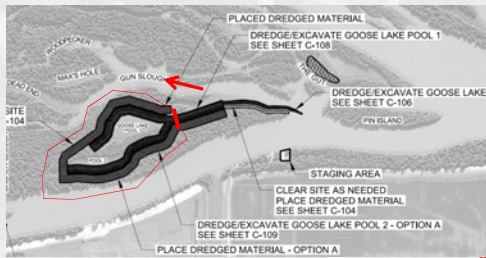 PLACED DREDGED MATERIAL
WOODPECKER
DREDGE/EXCAVATE GOOSE LAKE POOL 1
SEE SHEET C-108
MAX'S HOLE
GUN SLOUGH
THE GUT
DEAD END
DREDGE/EXCAVATE GOOSE LAKE
SEE SHEET C-106
SITE
-104
GOOSE LAKE
PIN ISLAND
POOL 2
STAGING AREA
CLEAR SITE AS NEEDED
PLACE DREDGED MATERIAL
SEE SHEET C-104
DREDGE/EXCAVATE GOOSE LAKE POOL 2 - OPTION A
SEE SHEET C-109
PLACE DREDGED MATERIAL - OPTION A